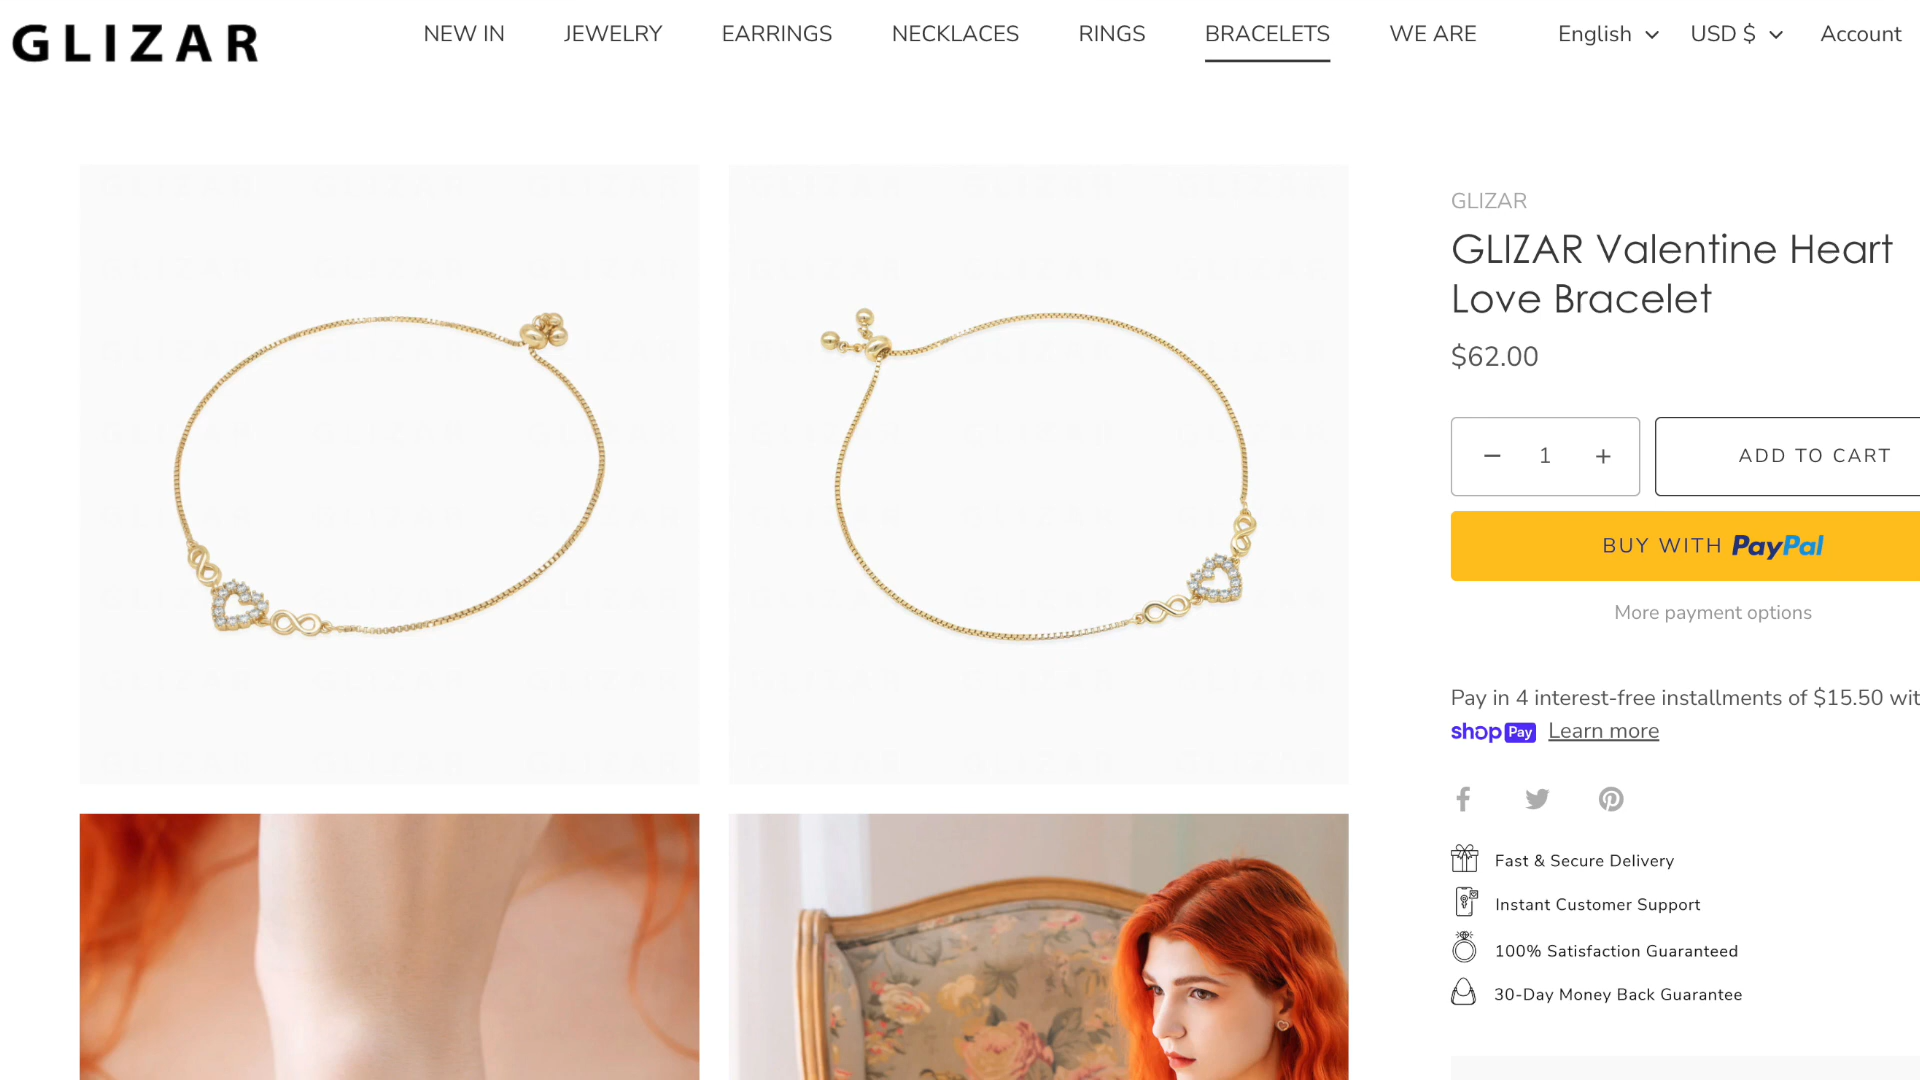 GLIZAR
NEW IN
JEWELRY
EARRINGS
NECKLACES
RINGS
BRACELETS
WE ARE
English
USD $
Account
GLIZAR
GLIZAR Valentine Heart
Love Bracelet
$62.00
− 1 +
ADD TO CART
BUY WITH PayPal
More payment options
Pay in 4 interest-free installments of $15.50 wit
shop Pay Learn more
Fast & Secure Delivery
Instant Customer Support
100% Satisfaction Guaranteed
30-Day Money Back Guarantee